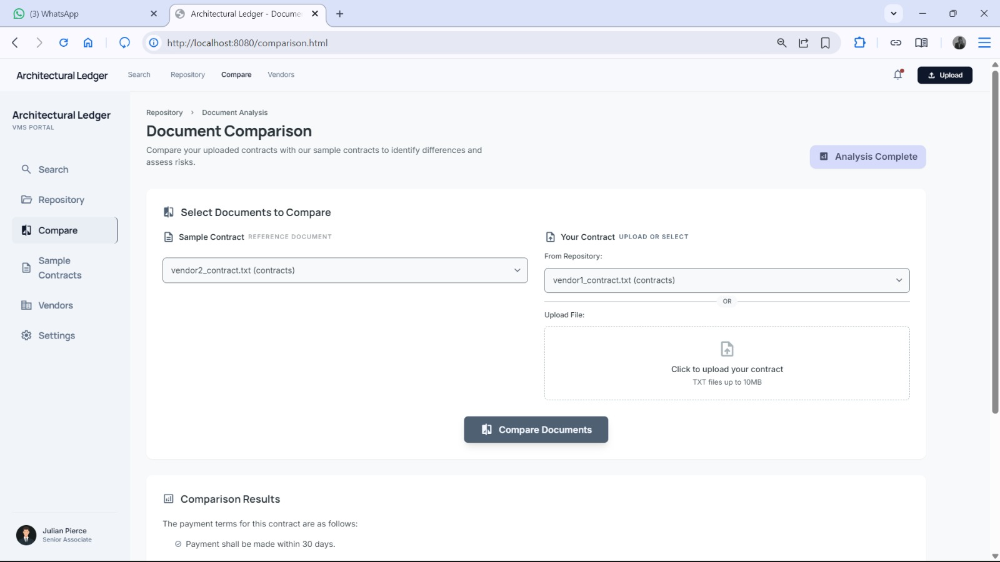 (3) WhatsApp
Architectural Ledger - Docume
http://localhost:8080/comparison.html
Architectural Ledger
Search
Repository
Compare
Vendors
Upload
Architectural Ledger
VMS PORTAL
Search
Repository
Compare
Sample
Contracts
Vendors
Settings
Julian Pierce
Senior Associate
Repository > Document Analysis
Document Comparison
Compare your uploaded contracts with our sample contracts to identify differences and
assess risks.
Analysis Complete
Select Documents to Compare
Sample Contract REFERENCE DOCUMENT
vendor2_contract.txt (contracts)
Your Contract UPLOAD OR SELECT
From Repository:
vendor1_contract.txt (contracts)
OR
Upload File:
Click to upload your contract
TXT files up to 10MB
Compare Documents
Comparison Results
The payment terms for this contract are as follows:
Payment shall be made within 30 days.